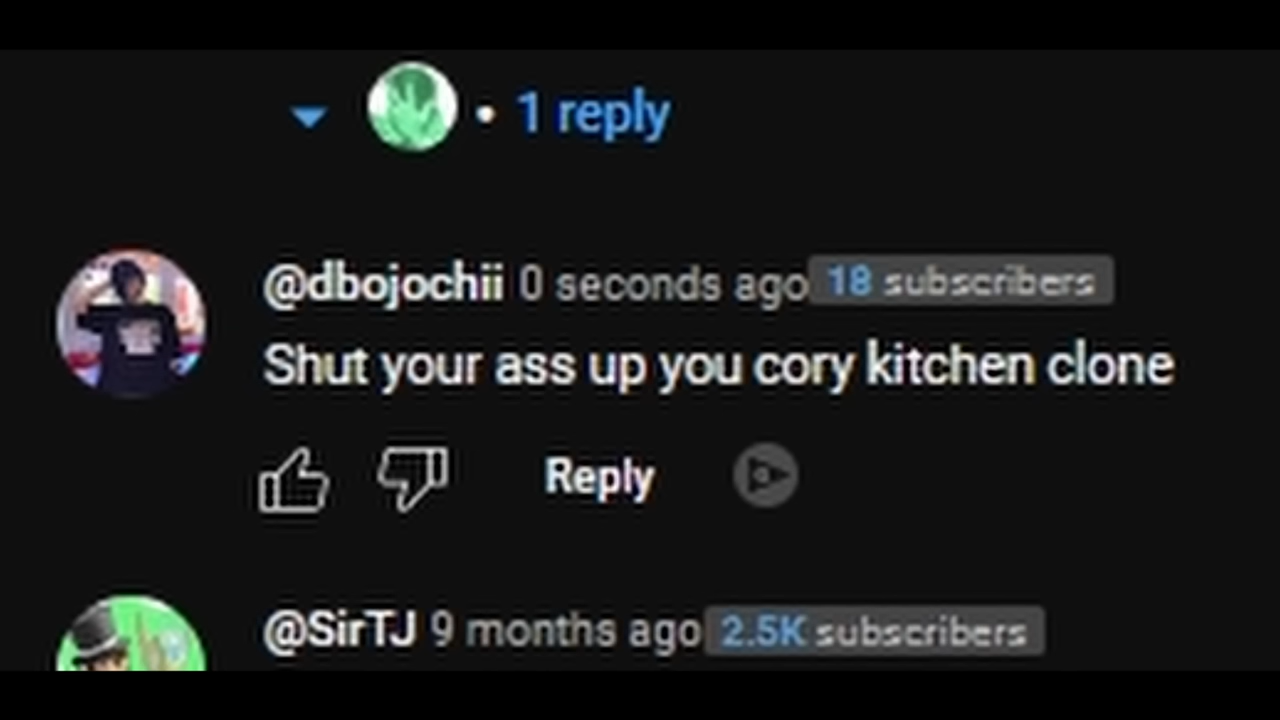 • 1 reply
@dbojochii 0 seconds ago 18 subscribers
Shut your ass up you cory kitchen clone
Reply
@SirTJ 9 months ago 2.5K subscribers